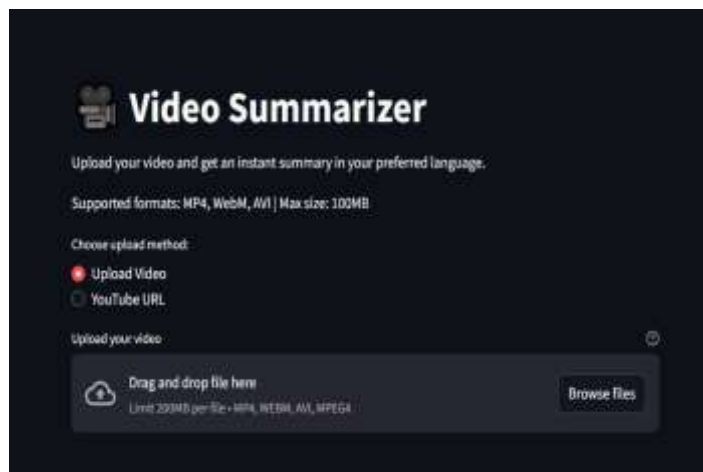 Video Summarizer
Upload your video and get an instant summary in your preferred language.
Supported formats: MP4, WebM, AVI | Max size: 100MB
Choose upload method:
Upload Video
YouTube URL
Upload your video
Drag and drop file here
Limit 200MB per file • MP4, WEBM, AVI, MPEG4
Browse files